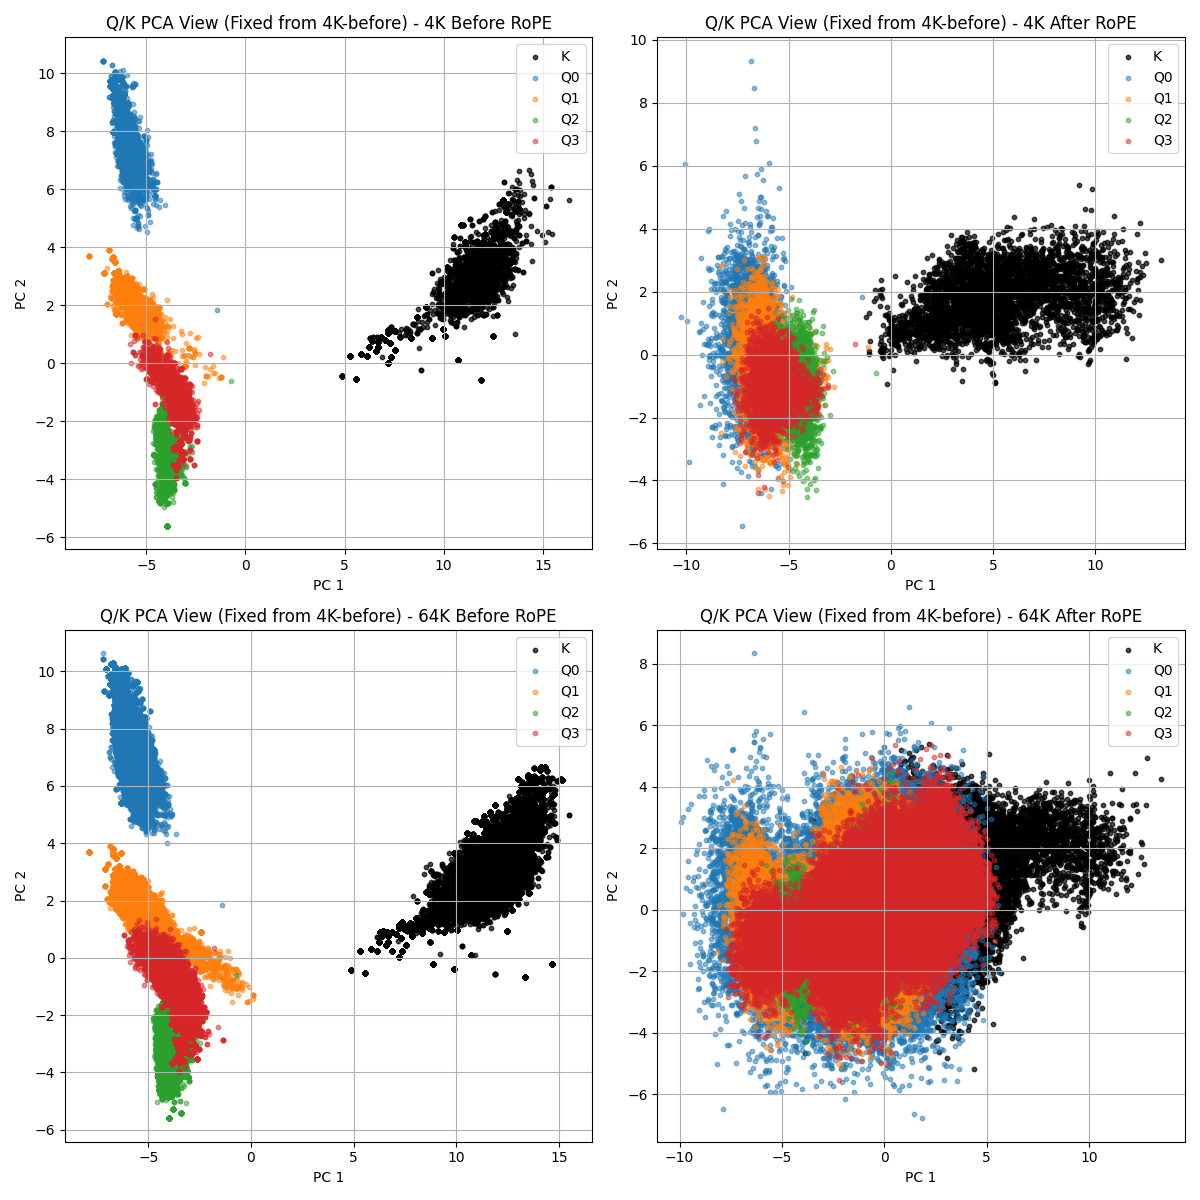 Q/K PCA View (Fixed from 4K-before) - 4K Before RoPE
K
Q0
Q1
Q2
Q3
10
8
6
4
2
0
−2
−4
−6
PC 2
−5
0
5
10
15
PC 1
Q/K PCA View (Fixed from 4K-before) - 4K After RoPE
K
Q0
Q1
Q2
Q3
10
8
6
4
2
0
−2
−4
−6
PC 2
−10
−5
0
5
10
PC 1
Q/K PCA View (Fixed from 4K-before) - 64K Before RoPE
K
Q0
Q1
Q2
Q3
10
8
6
4
2
0
−2
−4
−6
PC 2
−5
0
5
10
15
PC 1
Q/K PCA View (Fixed from 4K-before) - 64K After RoPE
K
Q0
Q1
Q2
Q3
8
6
4
2
0
−2
−4
−6
PC 2
−10
−5
0
5
10
PC 1